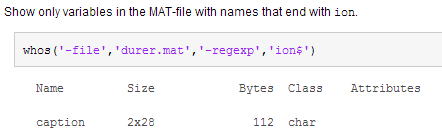 Show only variables in the MAT-file with names that end with ion.
whos('-file','durer.mat','-regexp','ion$')
Name Size Bytes Class Attributes
caption 2x28 112 char